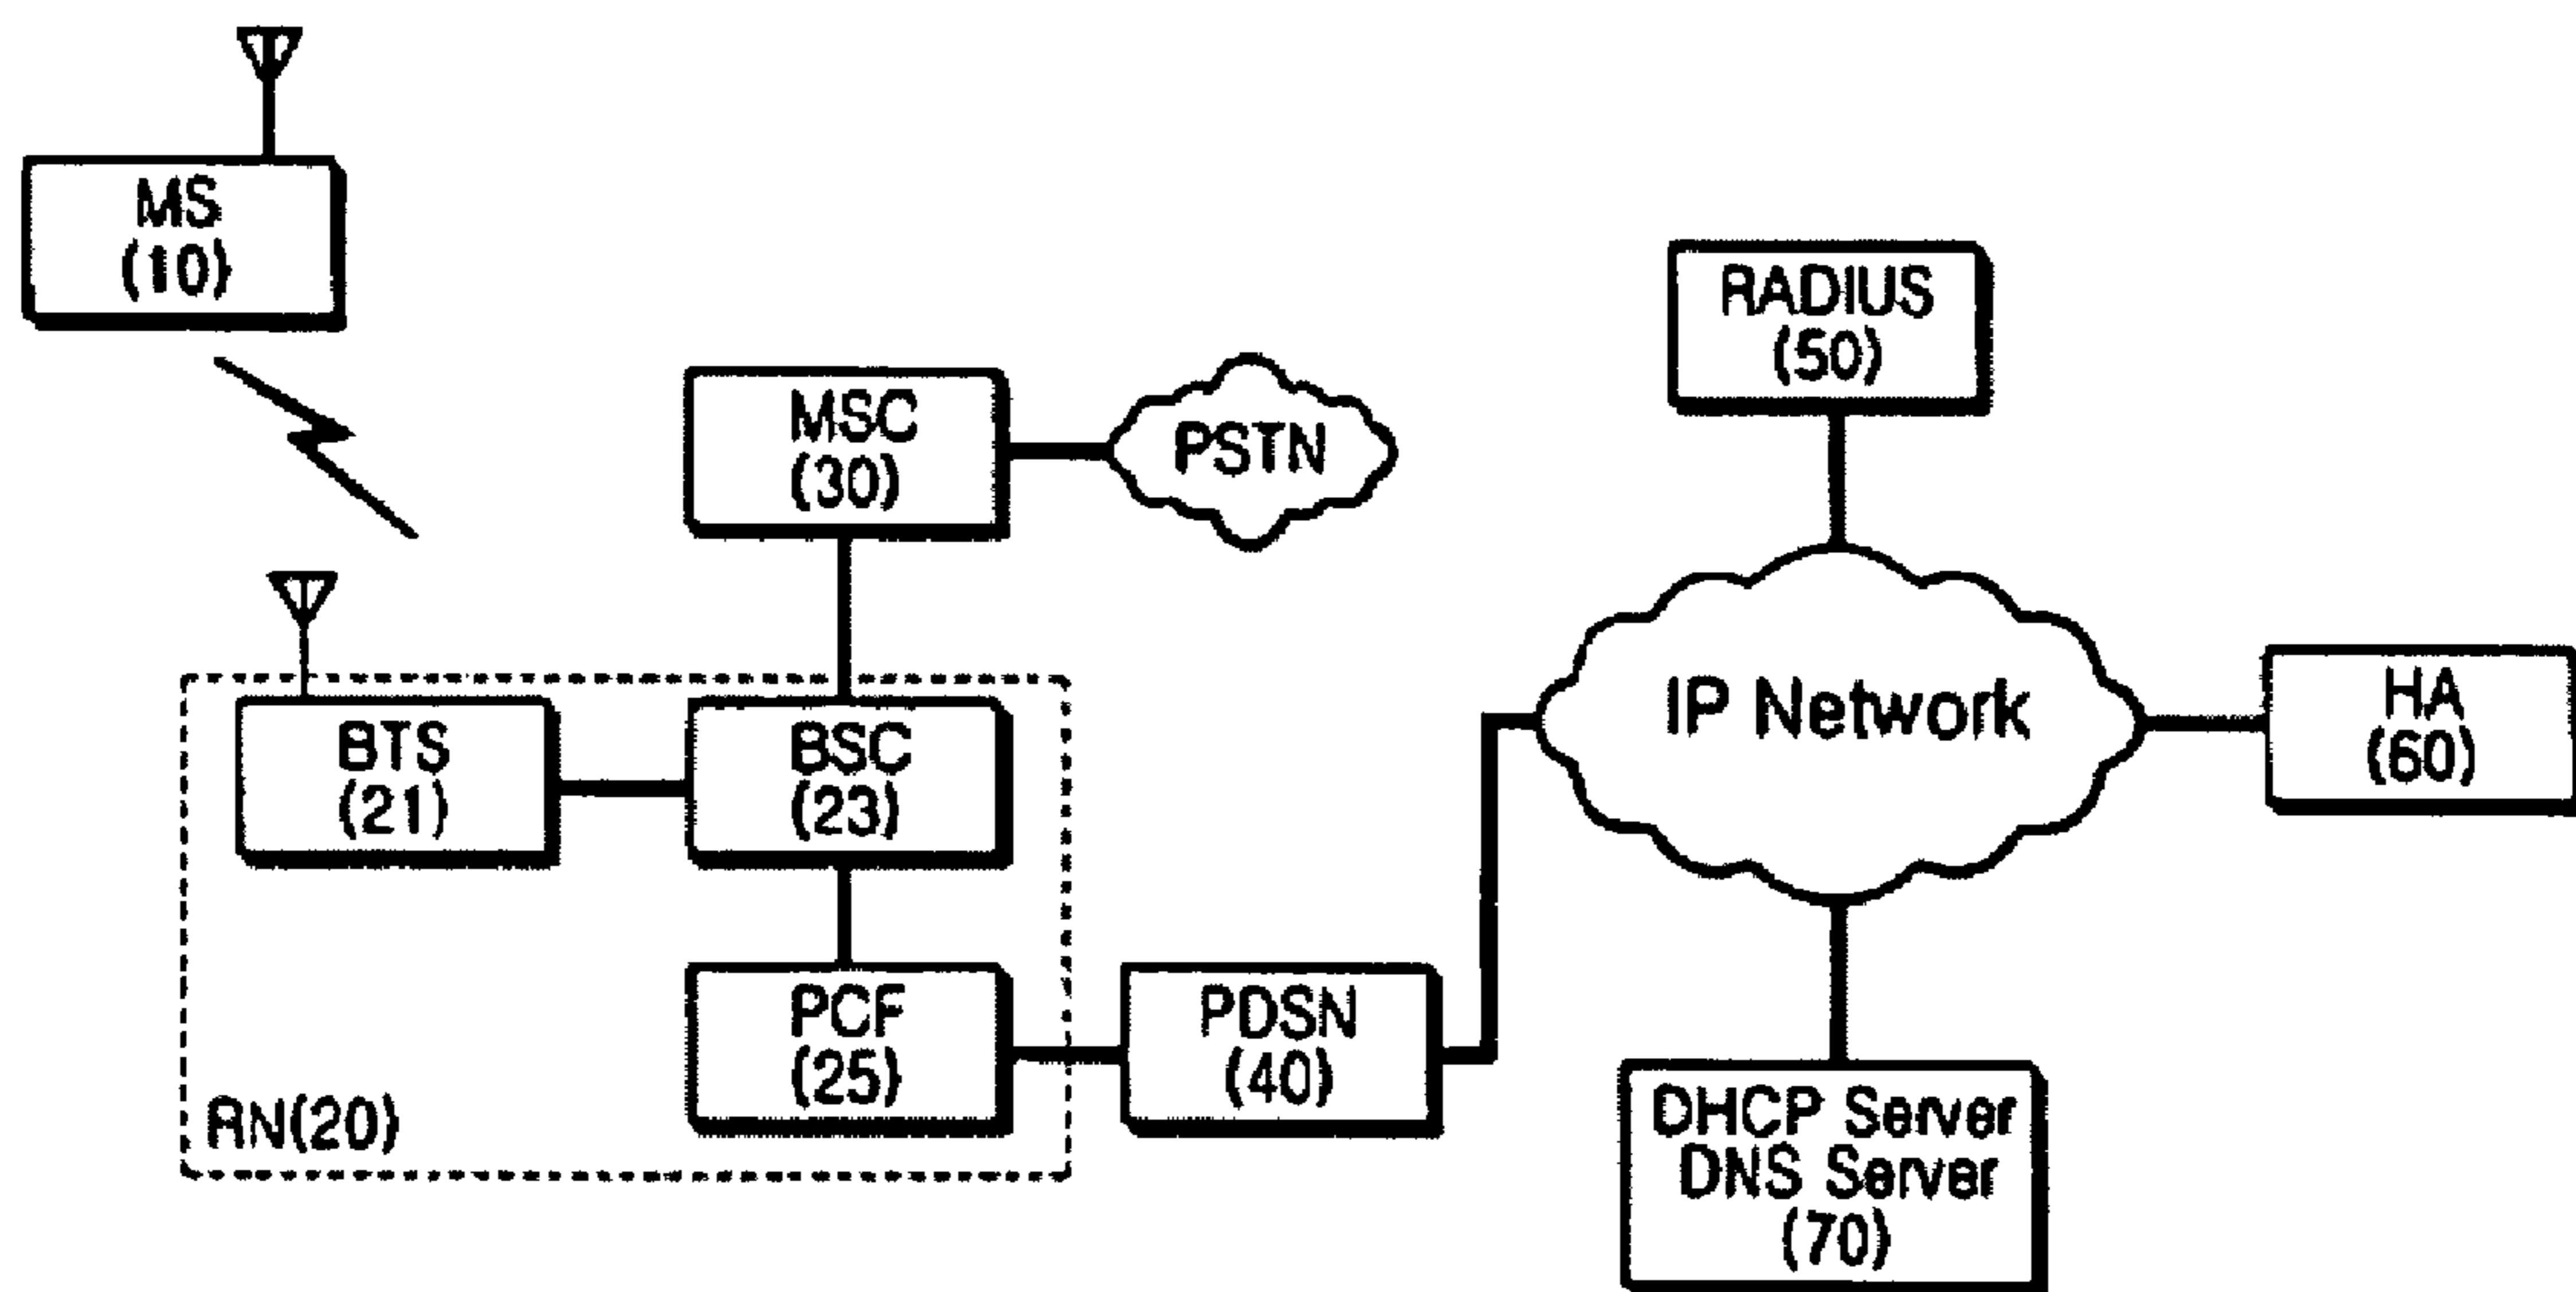 MS
(10)
MSC
(30)
PSTN
RADIUS
(50)
BTS
(21)
BSC
(23)
IP Network
HA
(60)
PCF
(25)
PDSN
(40)
RN(20)
DHCP Server
DNS Server
(70)